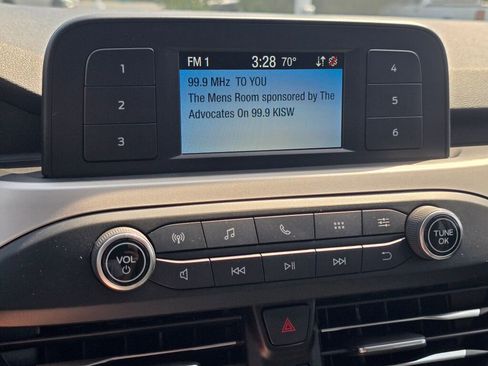 FM 1 3:28 70°
99.9 MHz TO YOU
The Mens Room sponsored by The
Advocates On 99.9 KISW
1
2
3
4
5
6
VOL
TUNE
OK